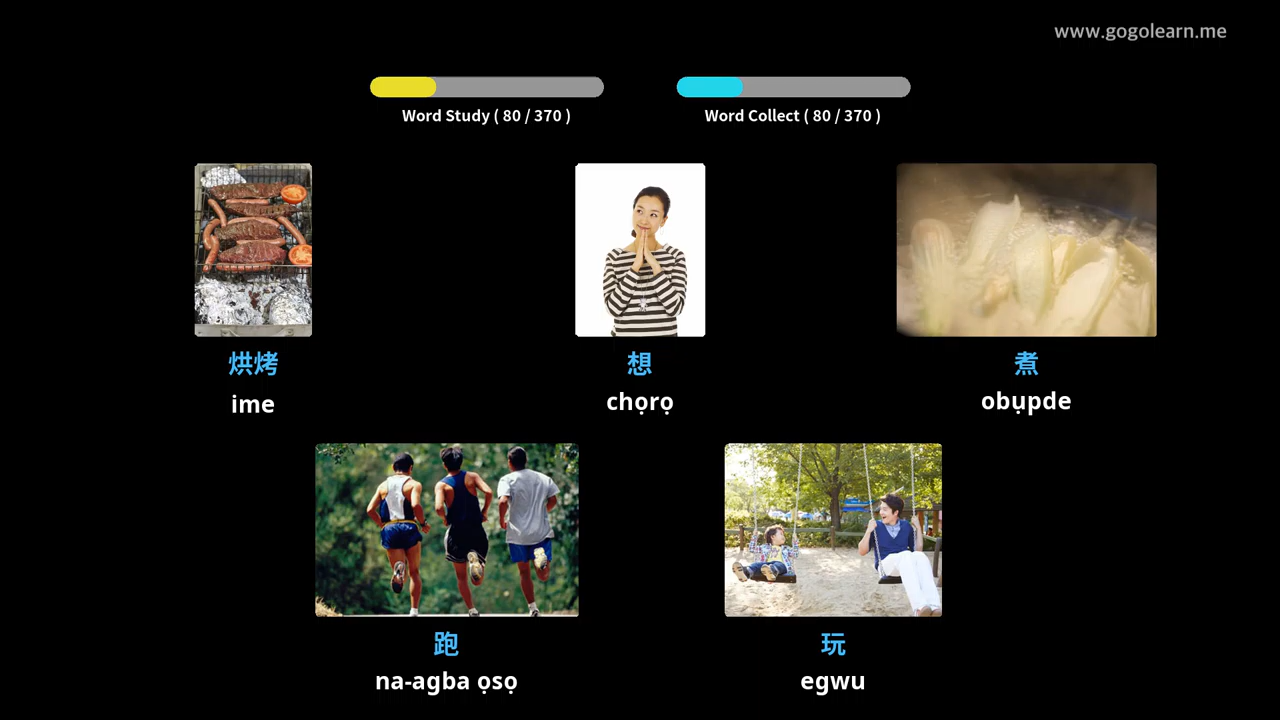 www.gogolearn.me
Word Study ( 80 / 370 )
Word Collect ( 80 / 370 )
烘烤
ime
想
chọrọ
煮
obụpde
跑
na-agba ọsọ
玩
egwu